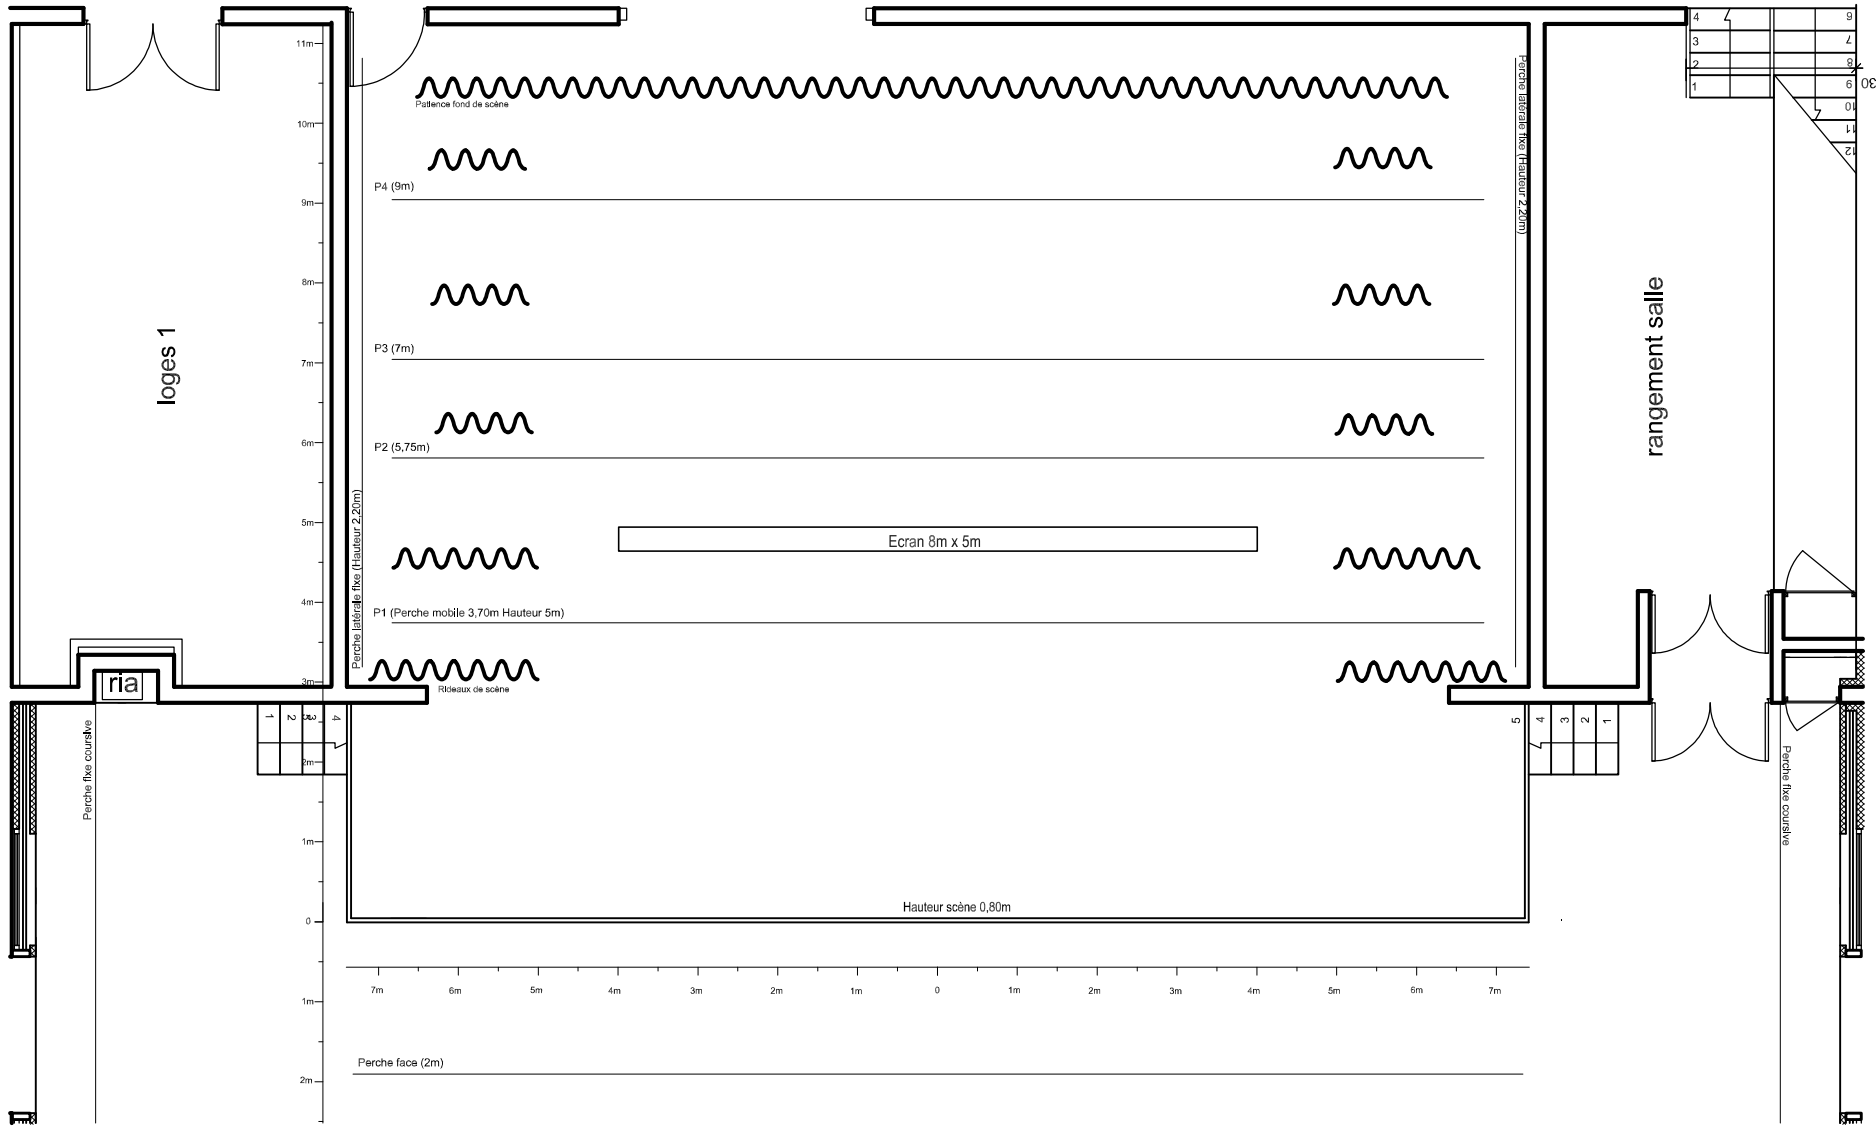 11m
10m
9m
8m
7m
6m
5m
4m
3m
2m
1m
0
1m
2m
Patience fond de scène
P4 (9m)
P3 (7m)
P2 (5,75m)
Ecran 8m x 5m
P1 (Perche mobile 3,70m Hauteur 5m)
Rideaux de scène
Perche latérale fixe (Hauteur 2,20m)
Perche latérale fixe (Hauteur 2,20m)
loges 1
rangement salle
ria
4
3
2
1
6
7
8
9
10
11
12
30
1
2
3
4
5
5
4
3
2
1
Perche fixe coursive
Perche fixe coursive
Hauteur scène 0,80m
7m 6m 5m 4m 3m 2m 1m 0 1m 2m 3m 4m 5m 6m 7m
Perche face (2m)